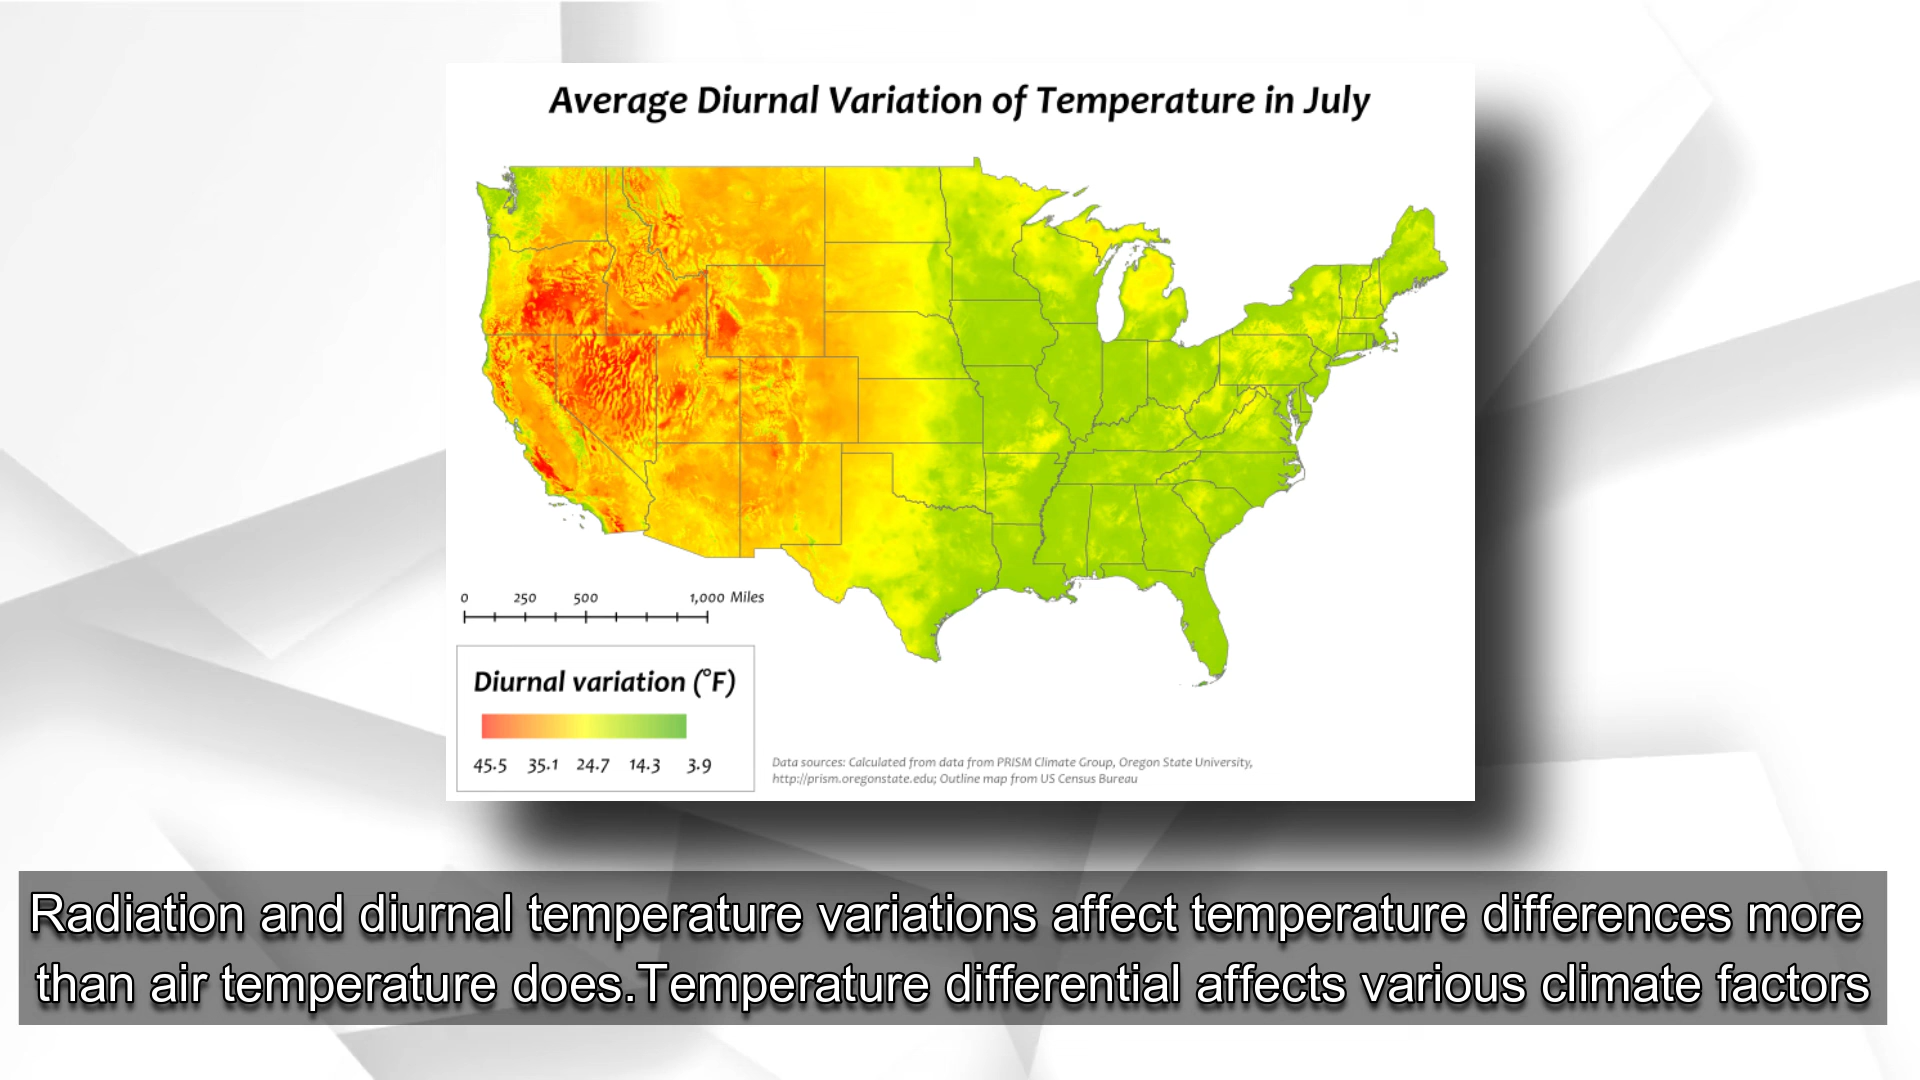 Average Diurnal Variation of Temperature in July
0 250 500 1,000 Miles
Diurnal variation (°F)
45.5 35.1 24.7 14.3 3.9
Data sources: Calculated from data from PRISM Climate Group, Oregon State University,
http://prism.oregonstate.edu; Outline map from US Census Bureau
Radiation and diurnal temperature variations affect temperature differences more
than air temperature does.Temperature differential affects various climate factors